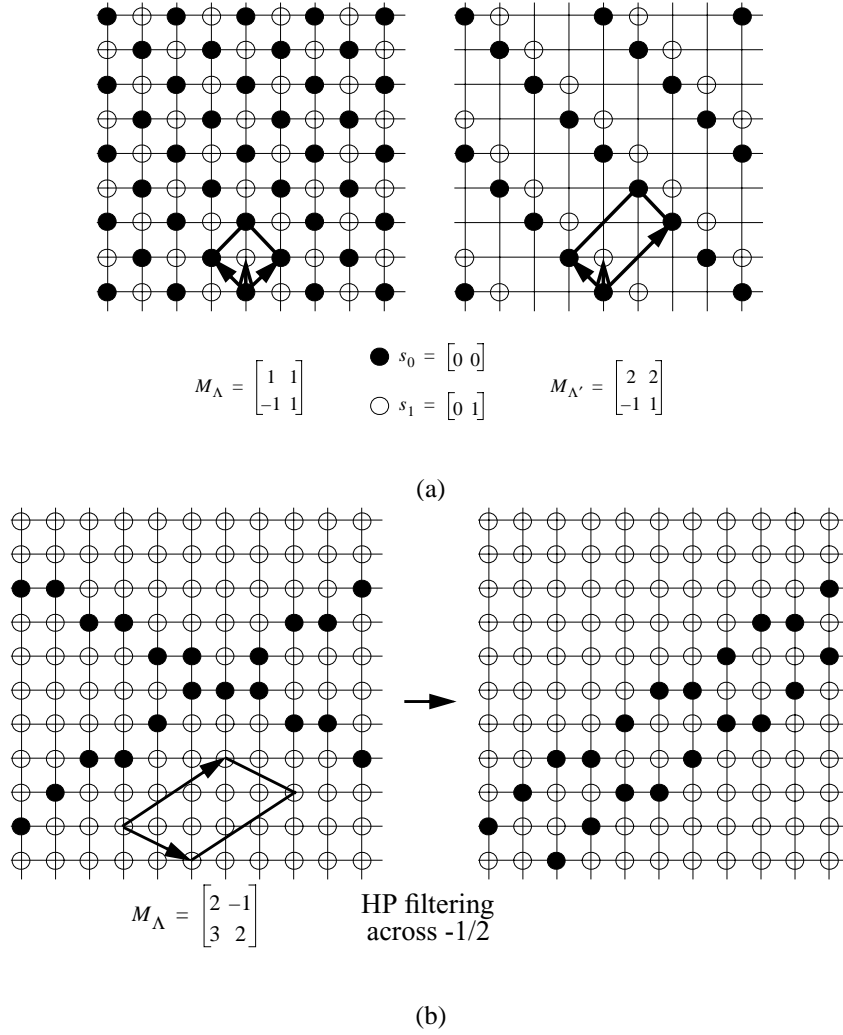 M_Λ = [1 1; –1 1]
● s_0 = [0 0]
○ s_1 = [0 1]
M_Λ′ = [2 2; –1 1]
(a)
M_Λ = [2 –1; 3 2]
HP filtering
across -1/2
(b)